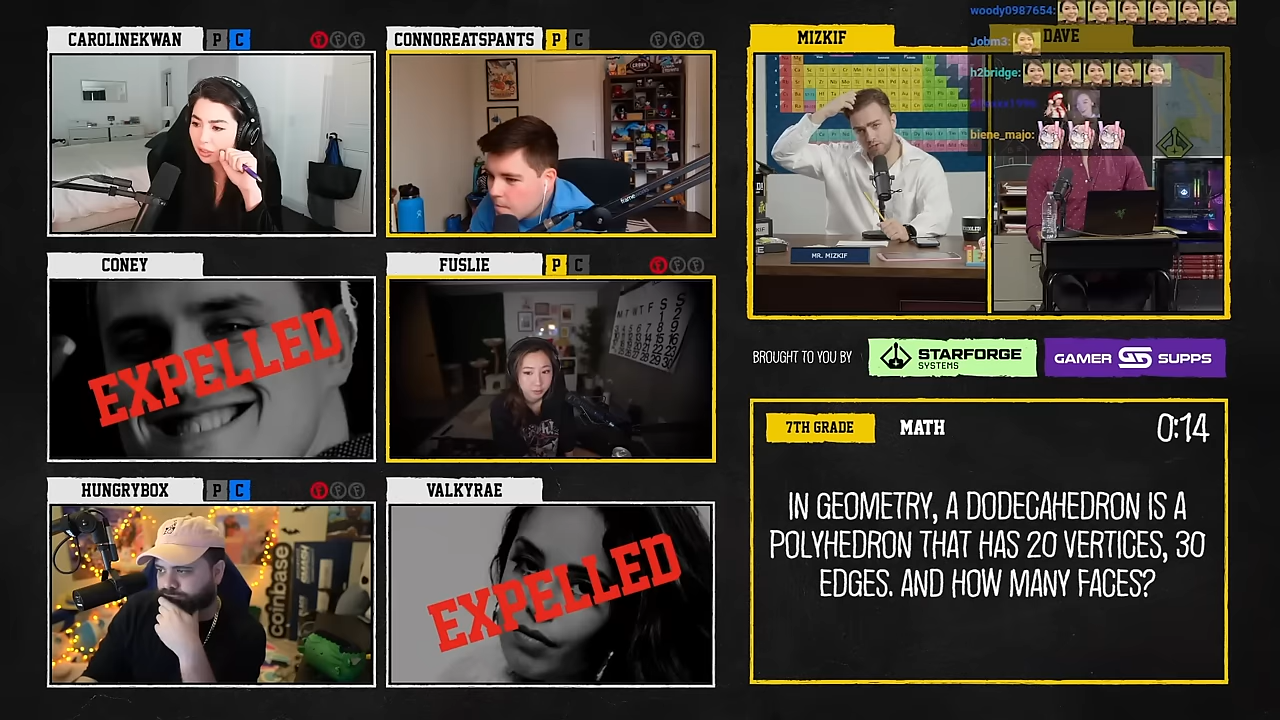 CAROLINEKWAN P C F F F
CONNOREATSPANTS P C F F F
CONEY
EXPELLED
FUSLIE P C F F F
HUNGRYBOX P C F F F
coinbase
VALKYRAE
EXPELLED
MIZKIF
DAVE
woody0987654:
Jobm3:
h2bridge:
biene_majo:
MR. MIZKIF
BROUGHT TO YOU BY
STARFORGE
SYSTEMS
GAMER SUPPS
7TH GRADE MATH 0:14
IN GEOMETRY, A DODECAHEDRON IS A
POLYHEDRON THAT HAS 20 VERTICES, 30
EDGES. AND HOW MANY FACES?